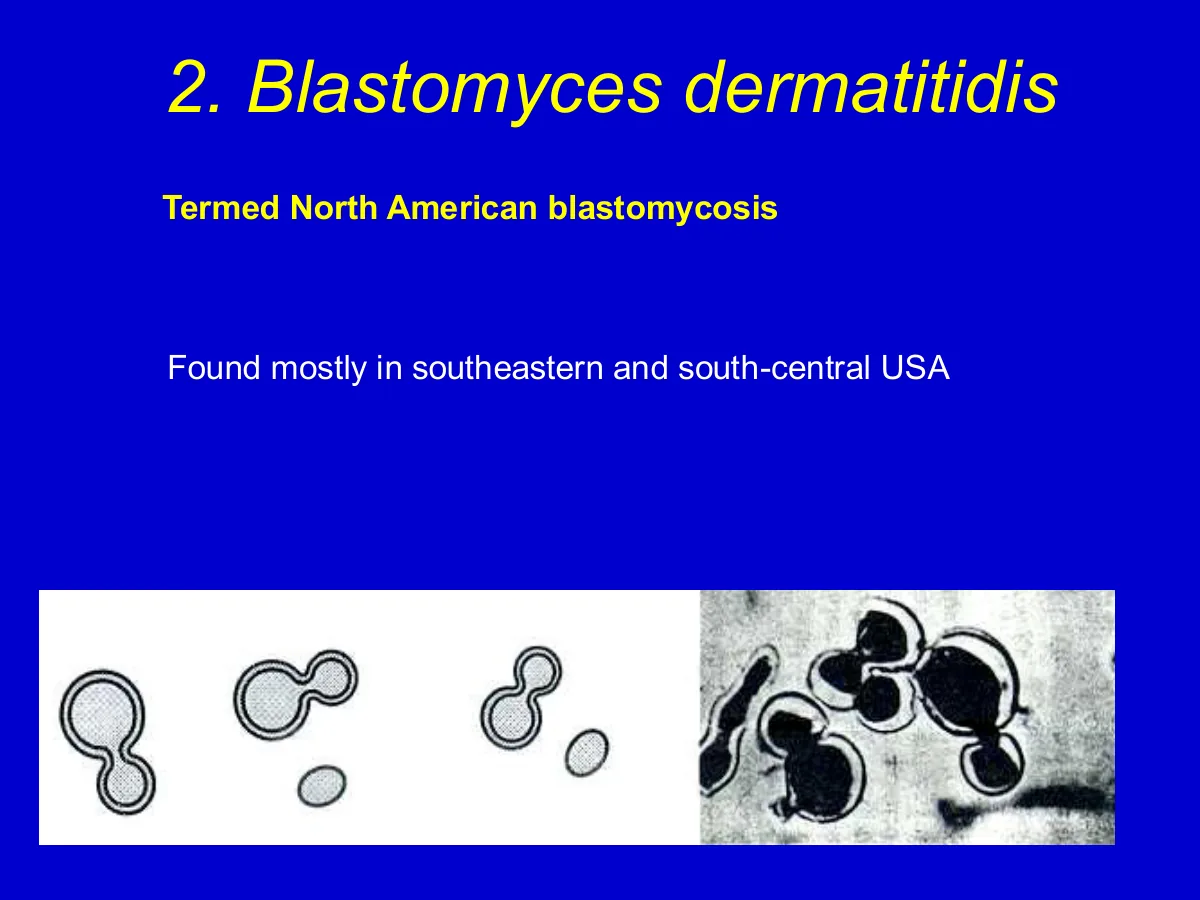 2. Blastomyces dermatitidis
Termed North American blastomycosis
Found mostly in southeastern and south-central USA